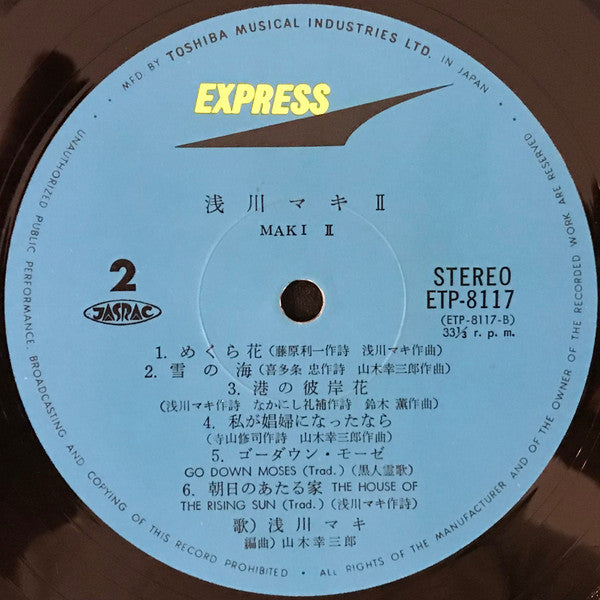 • MFD BY TOSHIBA MUSICAL INDUSTRIES LTD. IN JAPAN •
EXPRESS
浅川マキ II
MAKI II
2
JASRAC
STEREO
ETP-8117
(ETP-8117-B)
33⅓ r. p. m.
1. めくら花(藤原利一作詩 浅川マキ作曲)
2. 雪の海(喜多条 忠作詩 山木幸三郎作曲)
3. 港の彼岸花
(浅川マキ作詩 なかにし礼補作詩 鈴木 薫作曲)
4. 私が娼婦になったなら
(寺山修司作詩 山木幸三郎作曲)
5. ゴーダウン・モーゼ
GO DOWN MOSES (Trad.) (黒人霊歌)
6. 朝日のあたる家 THE HOUSE OF
THE RISING SUN (Trad.) (浅川マキ作詩)
歌) 浅川マキ
編曲) 山木幸三郎
UNAUTHORIZED PUBLIC PERFORMANCE, BROADCASTING AND COPYING OF THIS RECORD PROHIBITED • ALL RIGHTS OF THE MANUFACTURER AND OF THE OWNER OF THE RECORDED WORK ARE RESERVED